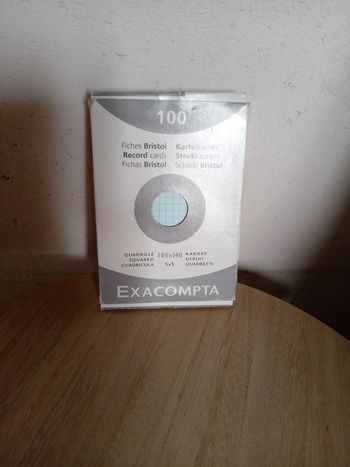 100
Fiches Bristol Karteikarten
Record cards Steekkaarten
Fichas Bristol Schede Bristol
QUADRILLÉ 105x148 KARIERT
SQUARED GERUIT
CUADRICULA 5x5 QUADRETTI
EXACOMPTA